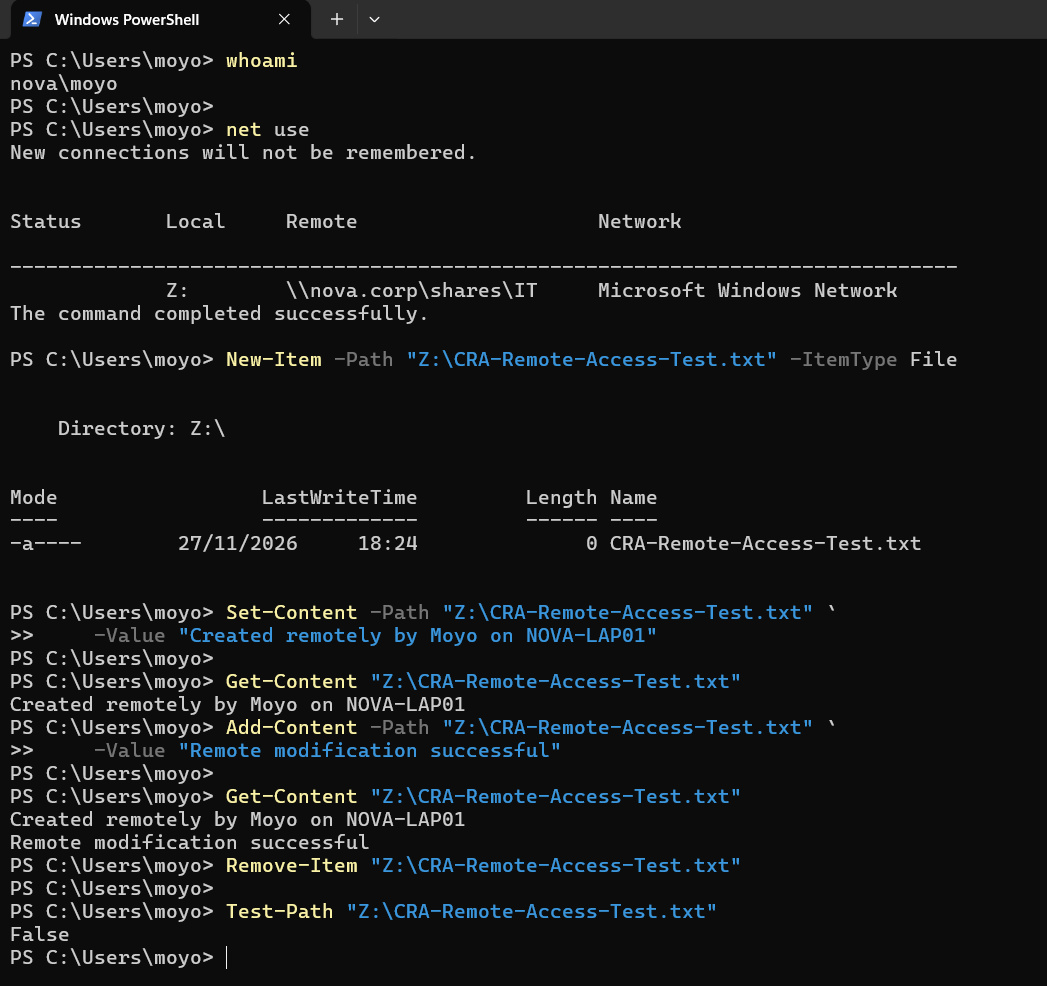 Windows PowerShell
PS C:\Users\moyo> whoami
nova\moyo
PS C:\Users\moyo>
PS C:\Users\moyo> net use
New connections will not be remembered.
Status       Local     Remote                    Network
-------------------------------------------------------------------------------
             Z:        \\nova.corp\shares\IT     Microsoft Windows Network
The command completed successfully.
PS C:\Users\moyo> New-Item -Path "Z:\CRA-Remote-Access-Test.txt" -ItemType File
    Directory: Z:\
Mode                 LastWriteTime         Length Name
----                 -------------         ------ ----
-a----        27/11/2026     18:24              0 CRA-Remote-Access-Test.txt
PS C:\Users\moyo> Set-Content -Path "Z:\CRA-Remote-Access-Test.txt" `
>>     -Value "Created remotely by Moyo on NOVA-LAP01"
PS C:\Users\moyo>
PS C:\Users\moyo> Get-Content "Z:\CRA-Remote-Access-Test.txt"
Created remotely by Moyo on NOVA-LAP01
PS C:\Users\moyo> Add-Content -Path "Z:\CRA-Remote-Access-Test.txt" `
>>     -Value "Remote modification successful"
PS C:\Users\moyo>
PS C:\Users\moyo> Get-Content "Z:\CRA-Remote-Access-Test.txt"
Created remotely by Moyo on NOVA-LAP01
Remote modification successful
PS C:\Users\moyo> Remove-Item "Z:\CRA-Remote-Access-Test.txt"
PS C:\Users\moyo>
PS C:\Users\moyo> Test-Path "Z:\CRA-Remote-Access-Test.txt"
False
PS C:\Users\moyo>